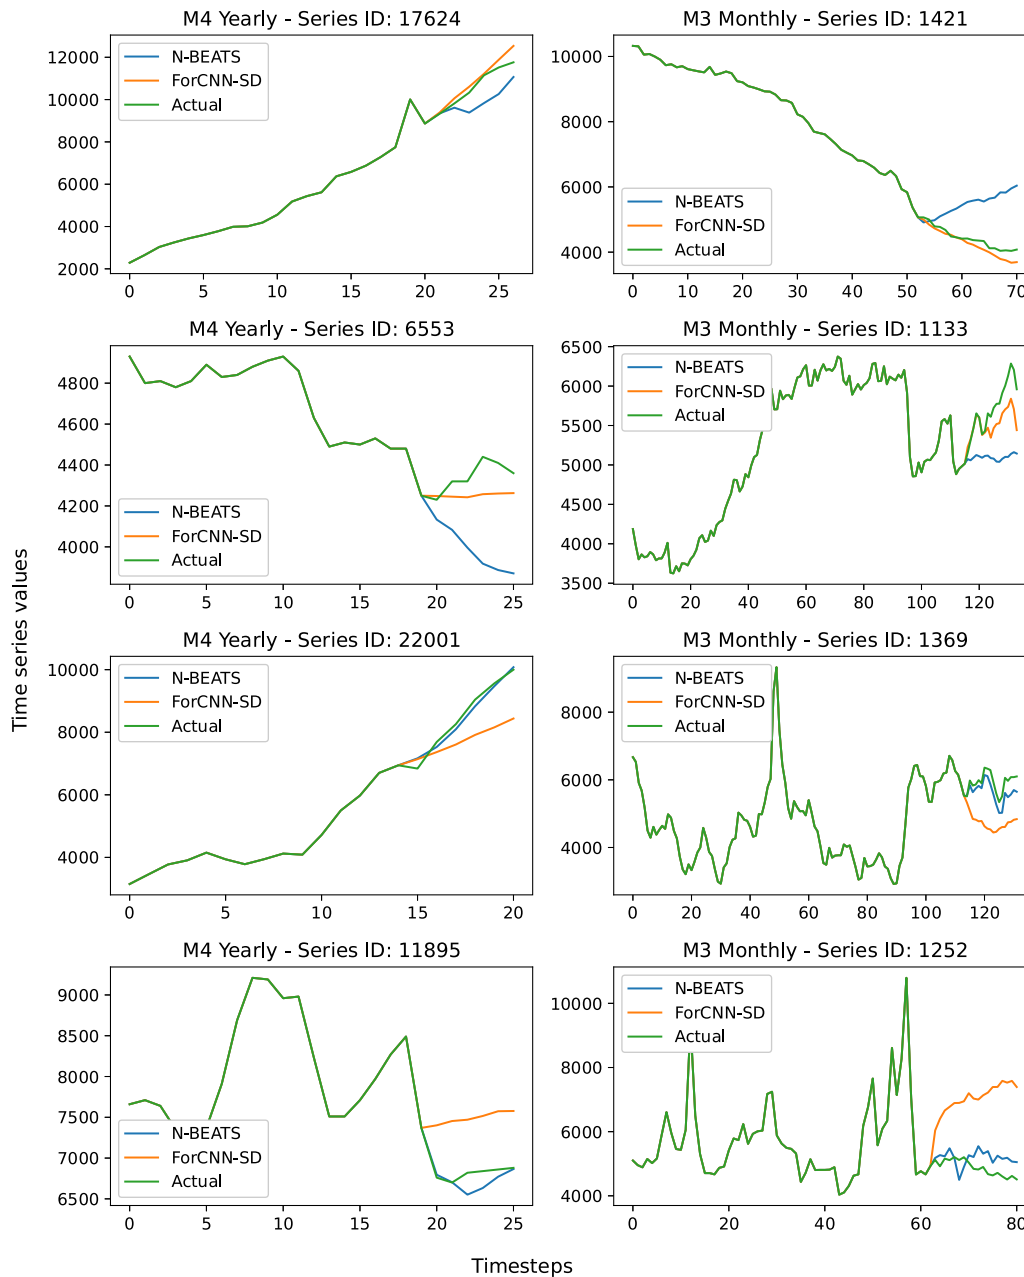 M4 Yearly - Series ID: 17624
12000
10000
8000
6000
4000
2000
N-BEATS
ForCNN-SD
Actual
0 5 10 15 20 25
M3 Monthly - Series ID: 1421
10000
8000
6000
4000
N-BEATS
ForCNN-SD
Actual
0 10 20 30 40 50 60 70
M4 Yearly - Series ID: 6553
4800
4600
4400
4200
4000
N-BEATS
ForCNN-SD
Actual
0 5 10 15 20 25
M3 Monthly - Series ID: 1133
6500
6000
5500
5000
4500
4000
3500
N-BEATS
ForCNN-SD
Actual
0 20 40 60 80 100 120
Time series values
M4 Yearly - Series ID: 22001
10000
8000
6000
4000
N-BEATS
ForCNN-SD
Actual
0 5 10 15 20
M3 Monthly - Series ID: 1369
8000
6000
4000
N-BEATS
ForCNN-SD
Actual
0 20 40 60 80 100 120
M4 Yearly - Series ID: 11895
9000
8500
8000
7500
7000
6500
N-BEATS
ForCNN-SD
Actual
0 5 10 15 20 25
M3 Monthly - Series ID: 1252
10000
8000
6000
4000
N-BEATS
ForCNN-SD
Actual
0 20 40 60 80
Timesteps